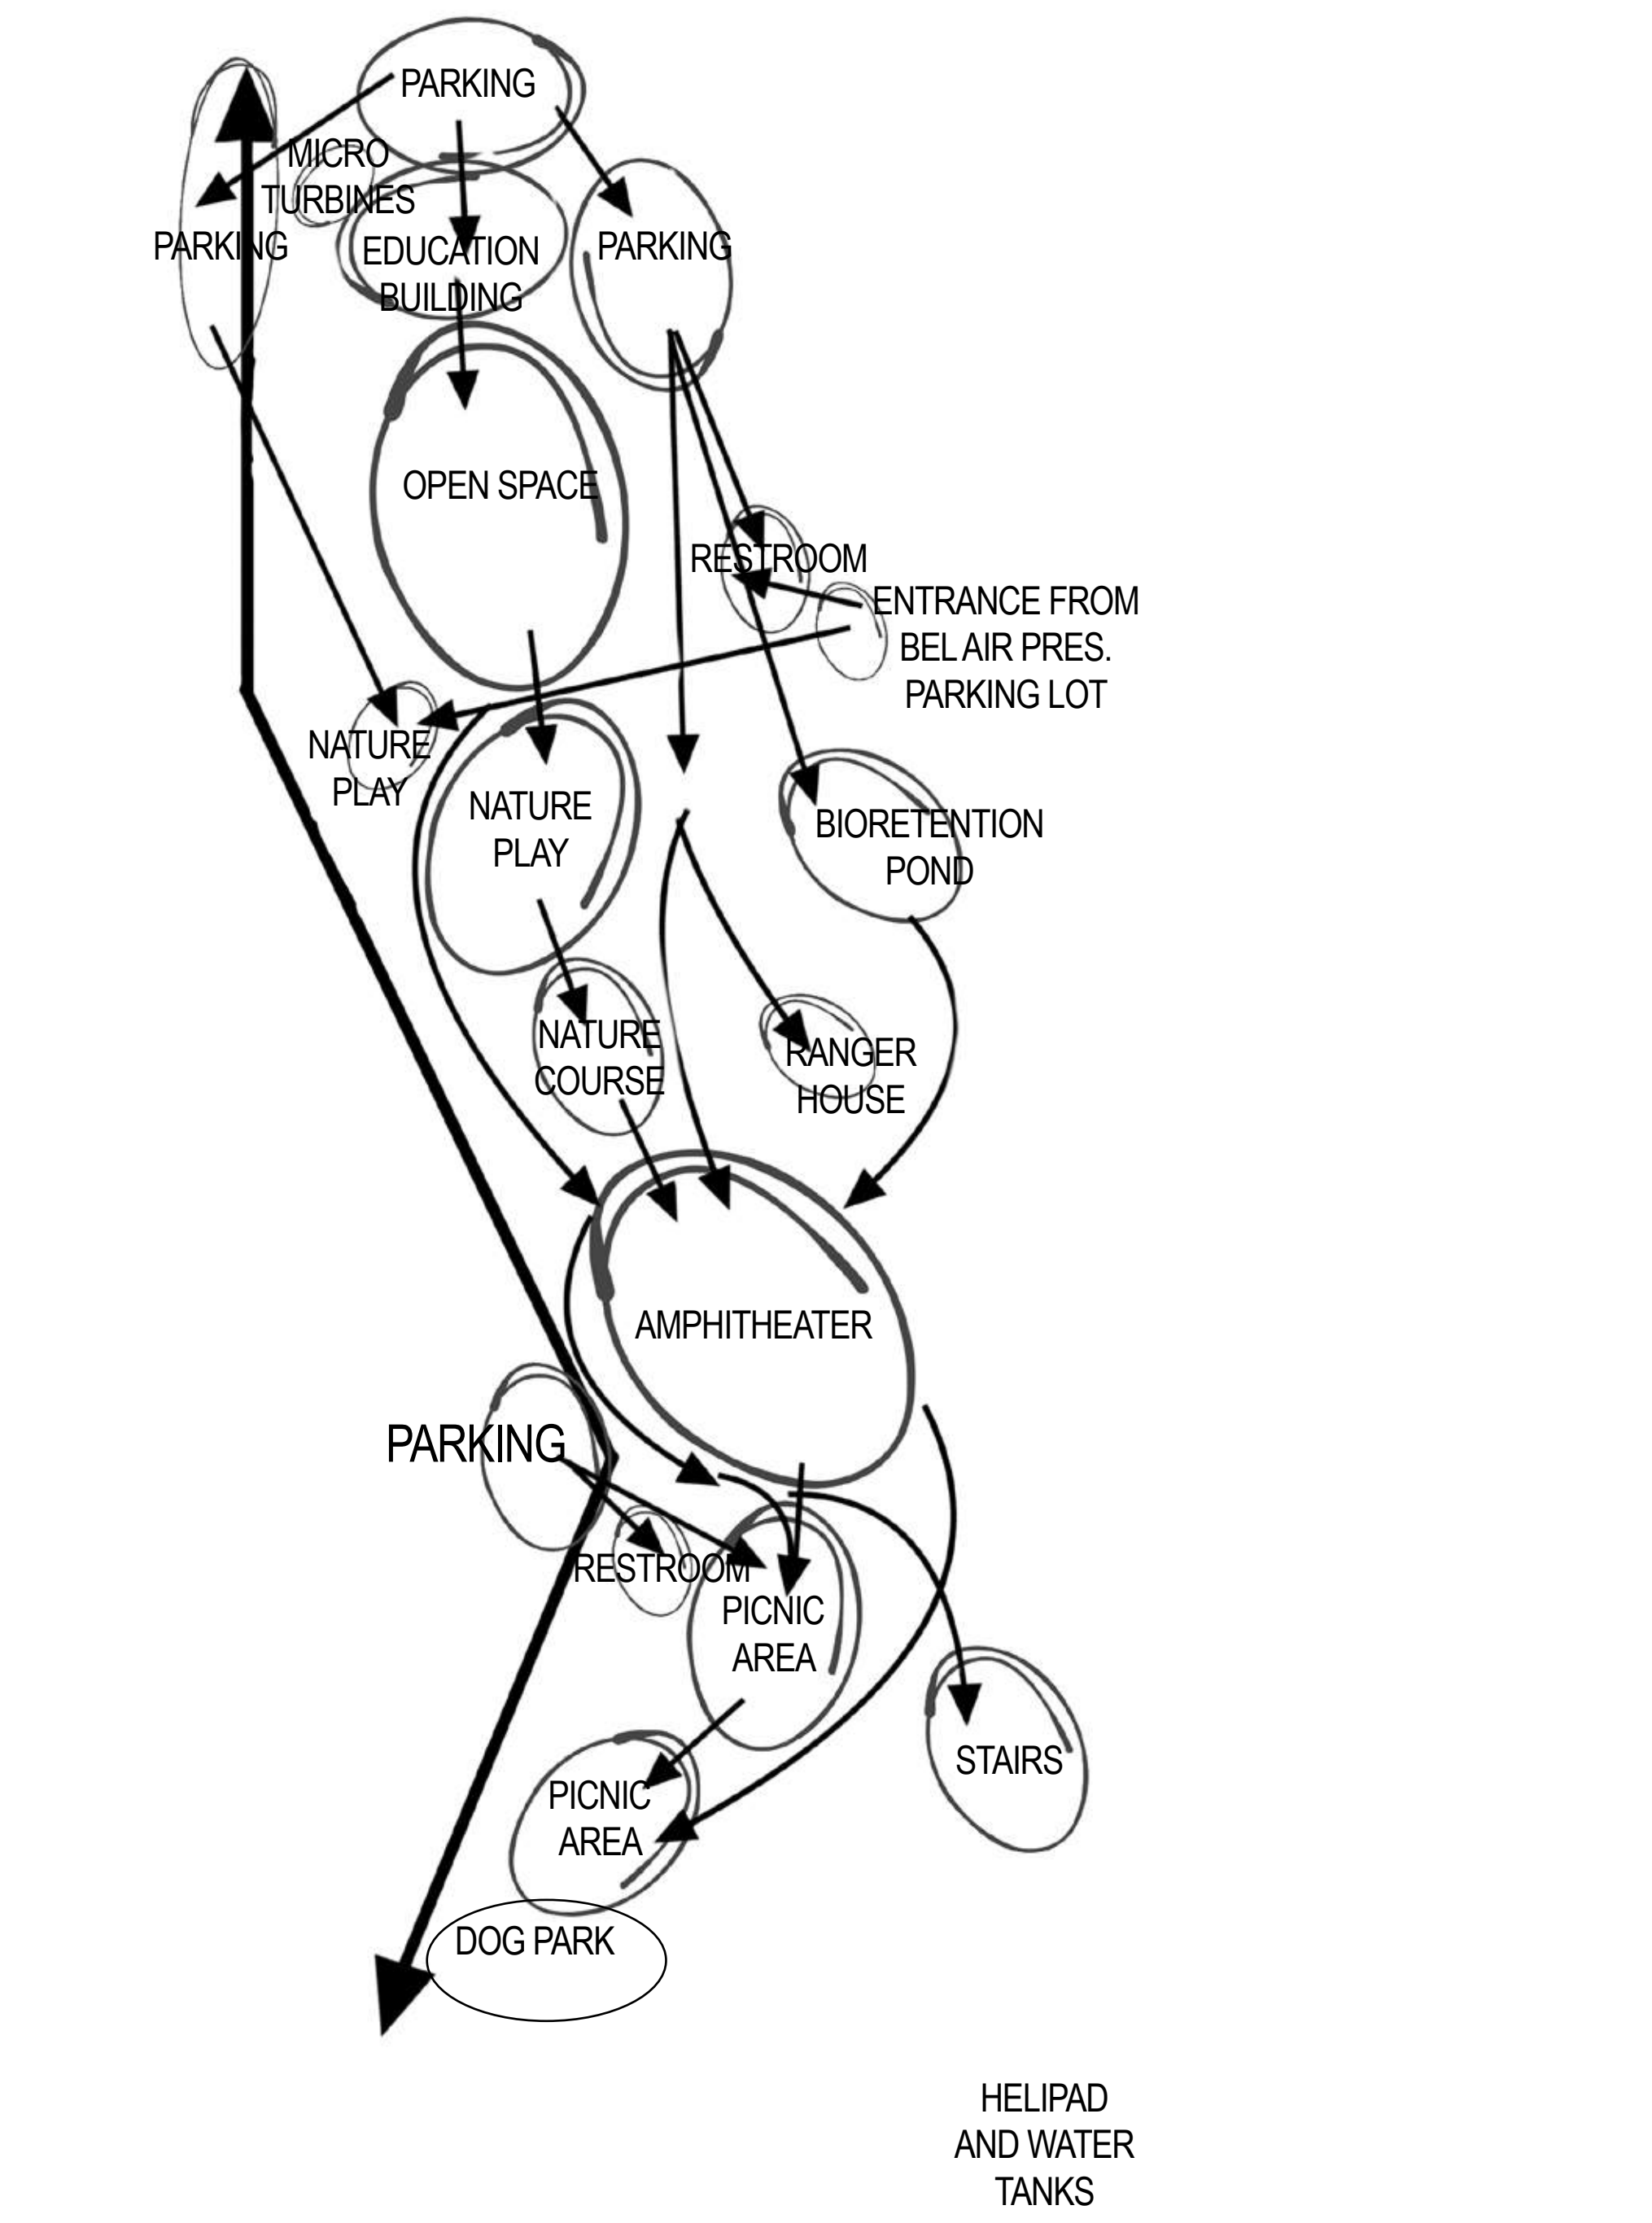 PARKING
MICRO
TURBINES
PARKING
EDUCATION
BUILDING
PARKING
OPEN SPACE
RESTROOM
ENTRANCE FROM
BEL AIR PRES.
PARKING LOT
NATURE
PLAY
NATURE
PLAY
BIORETENTION
POND
NATURE
COURSE
RANGER
HOUSE
AMPHITHEATER
PARKING
RESTROOM
PICNIC
AREA
STAIRS
PICNIC
AREA
DOG PARK
HELIPAD
AND WATER
TANKS